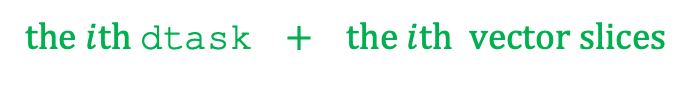 the ith dtask + the ith vector slices